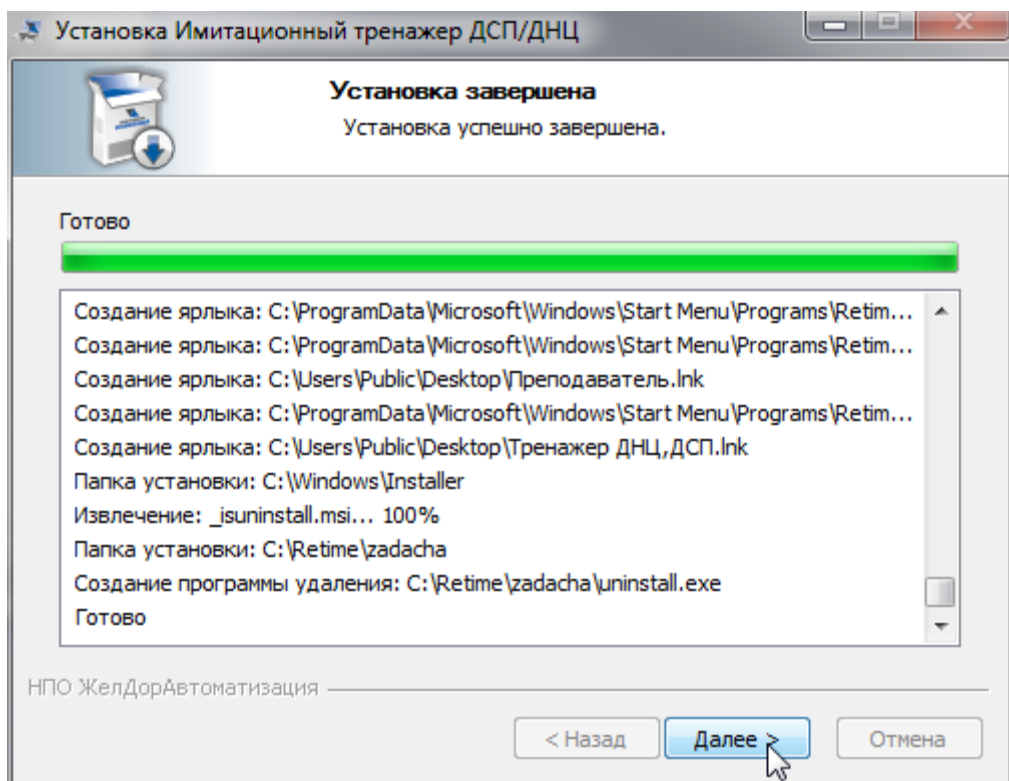 Установка Имитационный тренажер ДСП/ДНЦ
Установка завершена
Установка успешно завершена.
Готово
Создание ярлыка: C:\ProgramData\Microsoft\Windows\Start Menu\Programs\Retim...
Создание ярлыка: C:\ProgramData\Microsoft\Windows\Start Menu\Programs\Retim...
Создание ярлыка: C:\Users\Public\Desktop\Преподаватель.lnk
Создание ярлыка: C:\ProgramData\Microsoft\Windows\Start Menu\Programs\Retim...
Создание ярлыка: C:\Users\Public\Desktop\Тренажер ДНЦ,ДСП.lnk
Папка установки: C:\Windows\Installer
Извлечение: _isuninstall.msi... 100%
Папка установки: C:\Retime\zadacha
Создание программы удаления: C:\Retime\zadacha\uninstall.exe
Готово
НПО ЖелДорАвтоматизация
< Назад
Далее >
Отмена